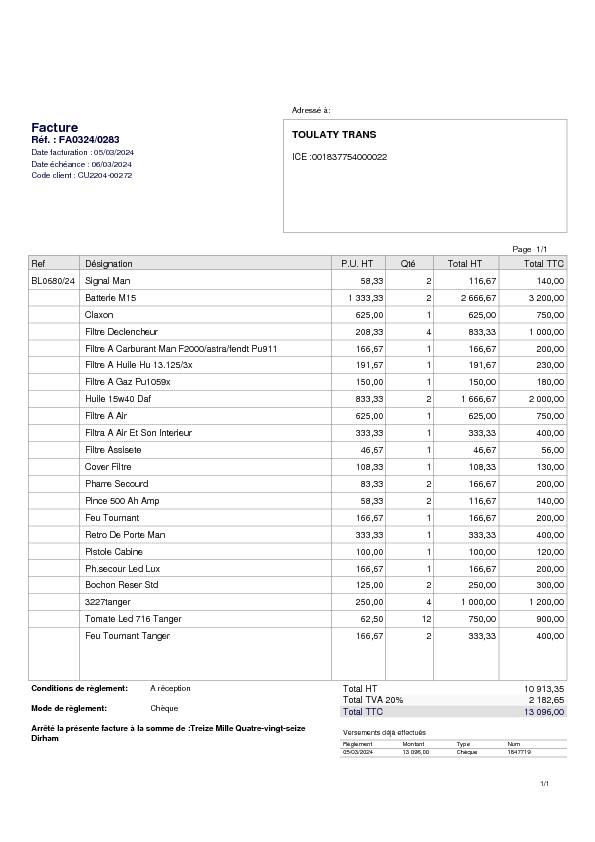 Adressé à:
Facture
Réf. : FA0324/0283
Date facturation : 05/03/2024
Date échéance : 06/03/2024
Code client : CU2204-00272
TOULATY TRANS
ICE :001837754000022
Page 1/1
Ref Désignation P.U. HT Qté Total HT Total TTC
BL0680/24 Signal Man 58,33 2 116,67 140,00
Batterie M15 1 333,33 2 2 666,67 3 200,00
Claxon 625,00 1 625,00 750,00
Filtre Declencheur 208,33 4 833,33 1 000,00
Filtre A Carburant Man F2000/astra/fendt Pu911 166,67 1 166,67 200,00
Filtre A Huile Hu 13.125/3x 191,67 1 191,67 230,00
Filtre A Gaz Pu1059x 150,00 1 150,00 180,00
Huile 15w40 Daf 833,33 2 1 666,67 2 000,00
Filtre A Air 625,00 1 625,00 750,00
Filtra A Air Et Son Interieur 333,33 1 333,33 400,00
Filtre Assisete 46,67 1 46,67 56,00
Cover Filtre 108,33 1 108,33 130,00
Pharre Secourd 83,33 2 166,67 200,00
Pince 500 Ah Amp 58,33 2 116,67 140,00
Feu Tournant 166,67 1 166,67 200,00
Retro De Porte Man 333,33 1 333,33 400,00
Pistole Cabine 100,00 1 100,00 120,00
Ph.secour Led Lux 166,67 1 166,67 200,00
Bochon Reser Std 125,00 2 250,00 300,00
3227tanger 250,00 4 1 000,00 1 200,00
Tomate Led 716 Tanger 62,50 12 750,00 900,00
Feu Tournant Tanger 166,67 2 333,33 400,00
Conditions de règlement: A réception
Mode de règlement: Chèque
Arrêté la présente facture à la somme de :Treize Mille Quatre-vingt-seize
Dirham
Total HT 10 913,35
Total TVA 20% 2 182,65
Total TTC 13 096,00
Versements déjà effectués
Règlement Montant Type Num
05/03/2024 13 096,00 Chèque 1847719
1/1